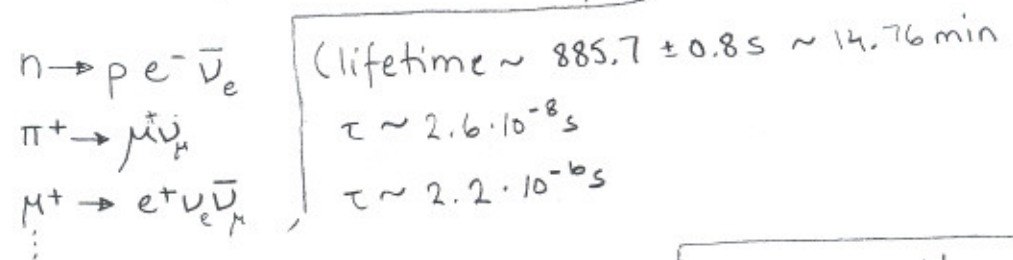 n → p e⁻ ν̅ₑ (lifetime ~ 885.7 ± 0.8 s ~ 14.76 min
π⁺ → μ⁺ν_μ τ ~ 2.6·10⁻⁸ s
μ⁺ → e⁺ νₑ ν̅_μ τ ~ 2.2·10⁻⁶ s